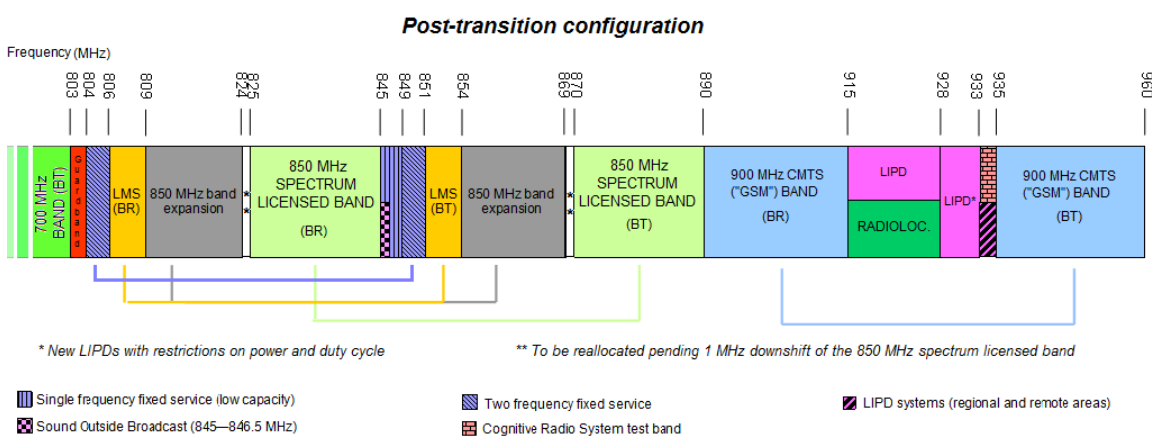 Post-transition configuration
Frequency (MHz)
803
804
806
809
824
825
845
849
851
854
869
870
890
915
928
933
935
960
700 MHz
BAND (BT)
Guardband
LMS
(BR)
850 MHz band
expansion
*
*
850 MHz
SPECTRUM
LICENSED BAND
(BR)
LMS
(BT)
850 MHz band
expansion
*
*
850 MHz
SPECTRUM
LICENSED BAND
(BT)
900 MHz CMTS
("GSM") BAND
(BR)
LIPD
RADIOLOC.
LIPD*
900 MHz CMTS
("GSM") BAND
(BT)
* New LIPDs with restrictions on power and duty cycle
** To be reallocated pending 1 MHz downshift of the 850 MHz spectrum licensed band
Single frequency fixed service (low capacity)
Two frequency fixed service
LIPD systems (regional and remote areas)
Sound Outside Broadcast (845—846.5 MHz)
Cognitive Radio System test band